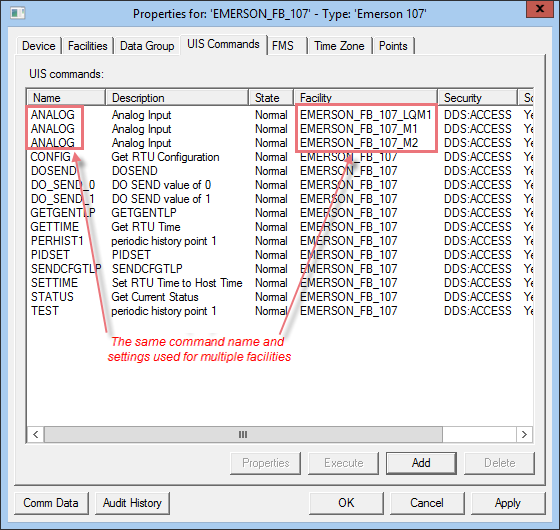 Properties for: 'EMERSON_FB_107' - Type: 'Emerson 107'
x
Device Facilities Data Group UIS Commands FMS Time Zone Points
UIS commands:
Name Description State Facility Security So
ANALOG Analog Input Normal EMERSON_FB_107_LQM1 DDS:ACCESS Ye
ANALOG Analog Input Normal EMERSON_FB_107_M1 DDS:ACCESS Ye
ANALOG Analog Input Normal EMERSON_FB_107_M2 DDS:ACCESS Ye
CONFIG Get RTU Configuration Normal EMERSON_FB_107 DDS:ACCESS Ye
DOSEND DOSEND Normal EMERSON_FB_107 DDS:ACCESS Ye
DO_SEND_0 DO SEND value of 0 Normal EMERSON_FB_107 DDS:ACCESS Ye
DO_SEND_1 DO SEND value of 1 Normal EMERSON_FB_107 DDS:ACCESS Ye
GETGENTLP GETGENTLP Normal EMERSON_FB_107 DDS:ACCESS Ye
GETTIME Get RTU Time Normal EMERSON_FB_107 DDS:ACCESS Ye
PERHIST1 periodic history point 1 Normal EMERSON_FB_107 DDS:ACCESS Ye
PIDSET PIDSET Normal EMERSON_FB_107 DDS:ACCESS Ye
SENDCFGTLP SENDCFGTLP Normal EMERSON_FB_107 DDS:ACCESS Ye
SETTIME Set RTU Time to Host Time Normal EMERSON_FB_107 DDS:ACCESS Ye
STATUS Get Current Status Normal EMERSON_FB_107 DDS:ACCESS Ye
TEST periodic history point 1 Normal EMERSON_FB_107 DDS:ACCESS Ye
The same command name and
settings used for multiple facilities
Properties Execute Add Delete
Comm Data Audit History OK Cancel Apply